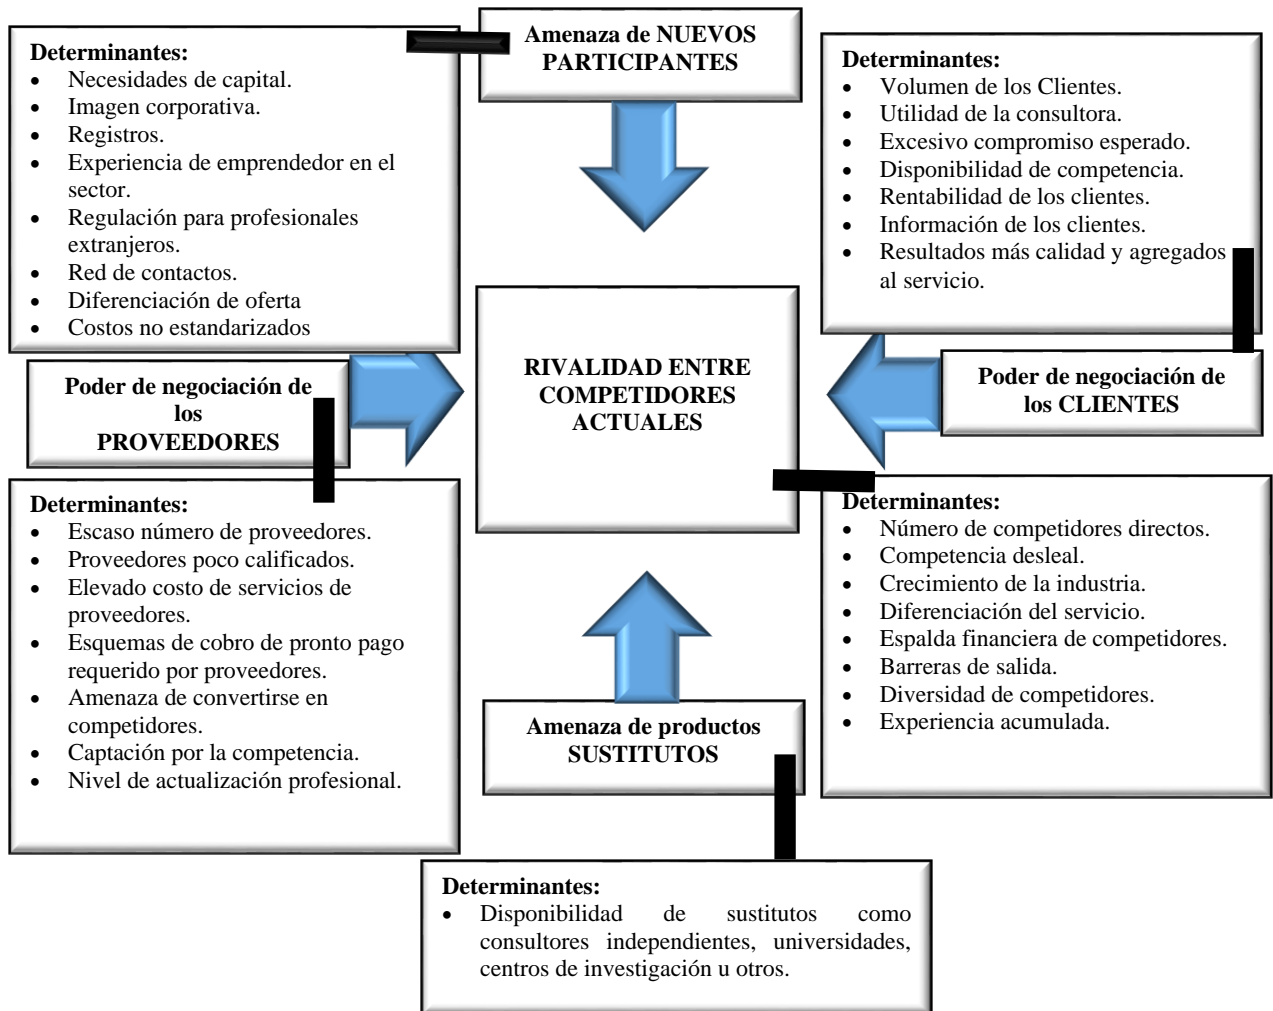 Amenaza de NUEVOS
PARTICIPANTES
Determinantes:
• Necesidades de capital.
• Imagen corporativa.
• Registros.
• Experiencia de emprendedor en el
sector.
• Regulación para profesionales
extranjeros.
• Red de contactos.
• Diferenciación de oferta
• Costos no estandarizados
Determinantes:
• Volumen de los Clientes.
• Utilidad de la consultora.
• Excesivo compromiso esperado.
• Disponibilidad de competencia.
• Rentabilidad de los clientes.
• Información de los clientes.
• Resultados más calidad y agregados
al servicio.
Poder de negociación de
los
PROVEEDORES
RIVALIDAD ENTRE
COMPETIDORES
ACTUALES
Poder de negociación de
los CLIENTES
Determinantes:
• Escaso número de proveedores.
• Proveedores poco calificados.
• Elevado costo de servicios de
proveedores.
• Esquemas de cobro de pronto pago
requerido por proveedores.
• Amenaza de convertirse en
competidores.
• Captación por la competencia.
• Nivel de actualización profesional.
Determinantes:
• Número de competidores directos.
• Competencia desleal.
• Crecimiento de la industria.
• Diferenciación del servicio.
• Espalda financiera de competidores.
• Barreras de salida.
• Diversidad de competidores.
• Experiencia acumulada.
Amenaza de productos
SUSTITUTOS
Determinantes:
• Disponibilidad de sustitutos como
consultores independientes, universidades,
centros de investigación u otros.